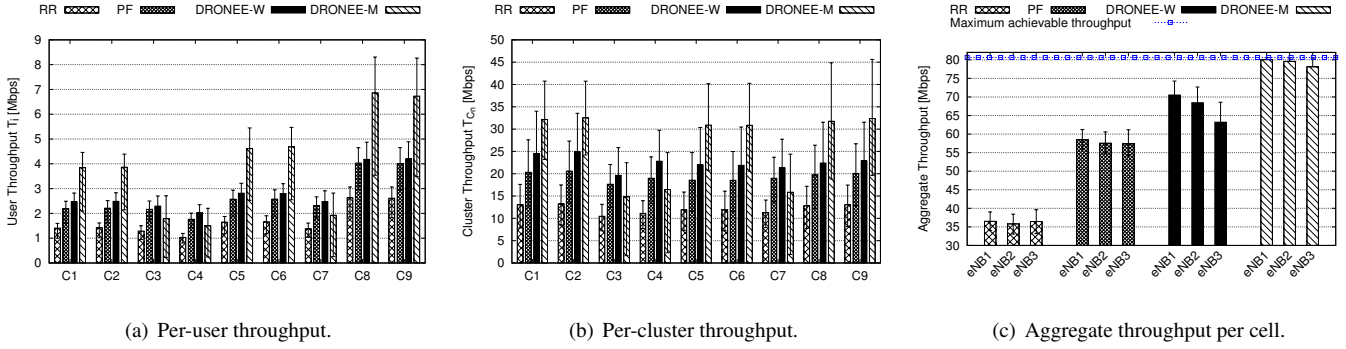 RR PF DRONEE-W DRONEE-M
9
8
7
6
5
4
3
2
1
0
User Throughput Ti [Mbps]
C1 C2 C3 C4 C5 C6 C7 C8 C9
(a) Per-user throughput.
RR PF DRONEE-W DRONEE-M
50
45
40
35
30
25
20
15
10
5
0
Cluster Throughput TCn [Mbps]
C1 C2 C3 C4 C5 C6 C7 C8 C9
(b) Per-cluster throughput.
RR PF DRONEE-W DRONEE-M
Maximum achievable throughput
80
75
70
65
60
55
50
45
40
35
30
Aggregate Throughput [Mbps]
eNB1 eNB2 eNB3 eNB1 eNB2 eNB3 eNB1 eNB2 eNB3 eNB1 eNB2 eNB3
(c) Aggregate throughput per cell.